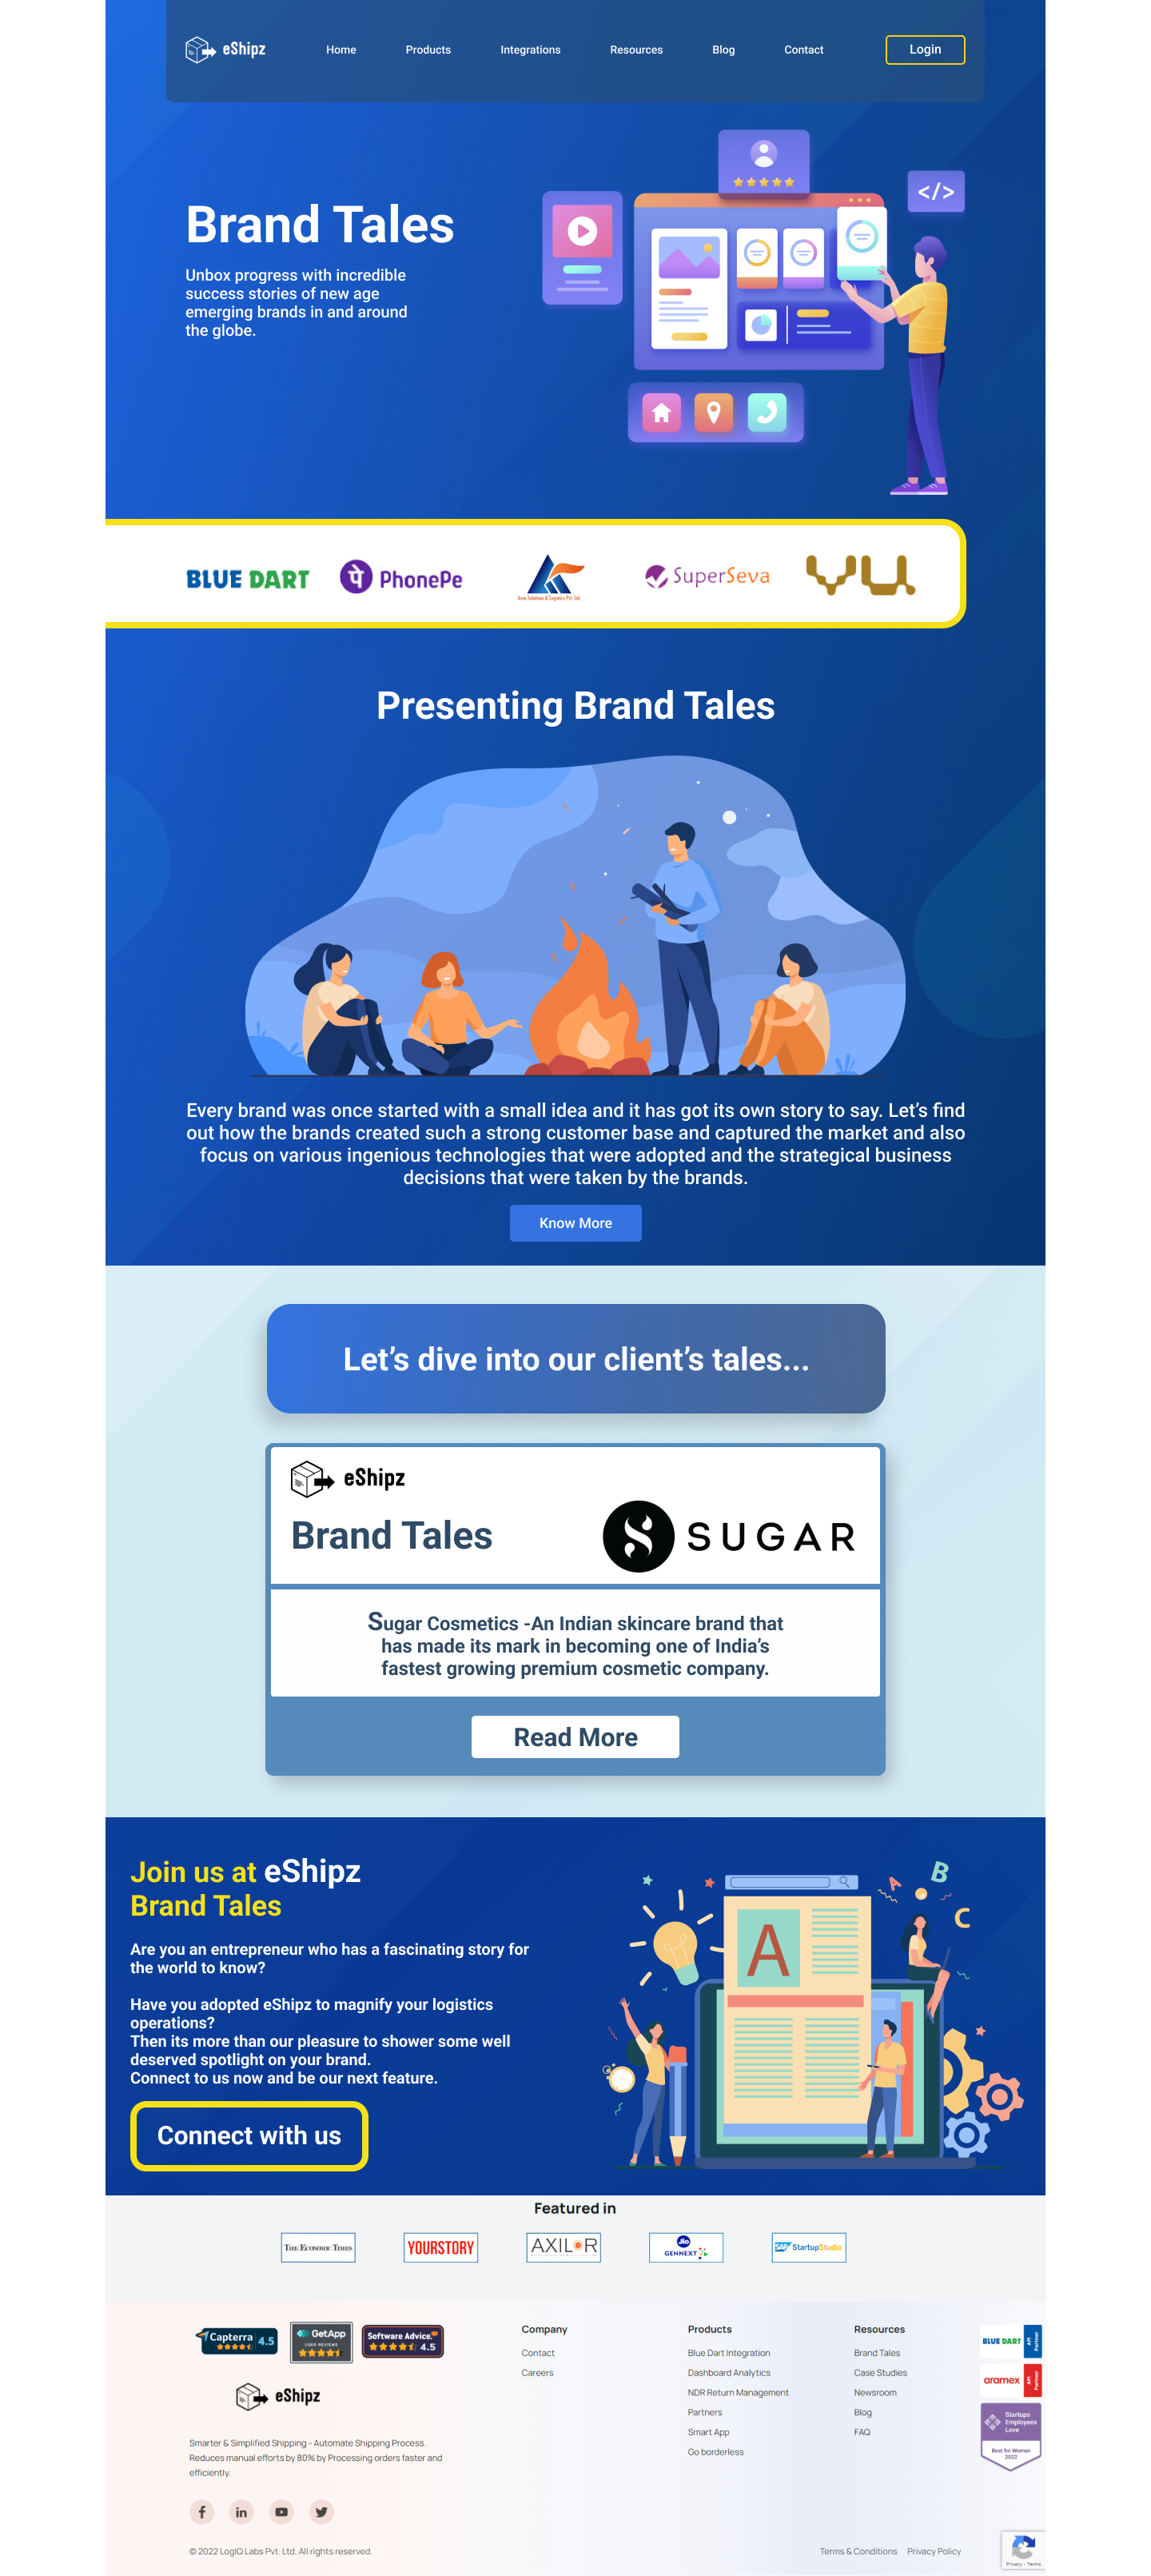 eShipz
Home
Products
Integrations
Resources
Blog
Contact
Login
</>
Brand Tales
Unbox progress with incredible
success stories of new age
emerging brands in and around
the globe.
BLUE DART
PhonePe
SuperSeva
VU
Presenting Brand Tales
Every brand was once started with a small idea and it has got its own story to say. Let’s find
out how the brands created such a strong customer base and captured the market and also
focus on various ingenious technologies that were adopted and the strategical business
decisions that were taken by the brands.
Know More
Let’s dive into our client’s tales...
eShipz
Brand Tales
SUGAR
Sugar Cosmetics -An Indian skincare brand that
has made its mark in becoming one of India’s
fastest growing premium cosmetic company.
Read More
Join us at eShipz
Brand Tales
Are you an entrepreneur who has a fascinating story for
the world to know?
Have you adopted eShipz to magnify your logistics
operations?
Then its more than our pleasure to shower some well
deserved spotlight on your brand.
Connect to us now and be our next feature.
Connect with us
A
B
C
A
Featured in
THE ECONOMIC TIMES
YOURSTORY
AXILOR
Jio
GENNEXT
SAP StartupStudio
Capterra 4.5
GetApp
USER REVIEWS
Software Advice.
4.5
eShipz
Smarter & Simplified Shipping - Automate Shipping Process.
Reduces manual efforts by 80% by Processing orders faster and
efficiently.
Company
Contact
Careers
Products
Blue Dart Integration
Dashboard Analytics
NDR Return Management
Partners
Smart App
Go borderless
Resources
Brand Tales
Case Studies
Newsroom
Blog
FAQ
BLUE DART
API Partner
aramex
API Partner
Startups
Employees
Love
Best for Women
2022
© 2022 LogIQ Labs Pvt. Ltd. All rights reserved.
Terms & Conditions
Privacy Policy
Privacy - Terms